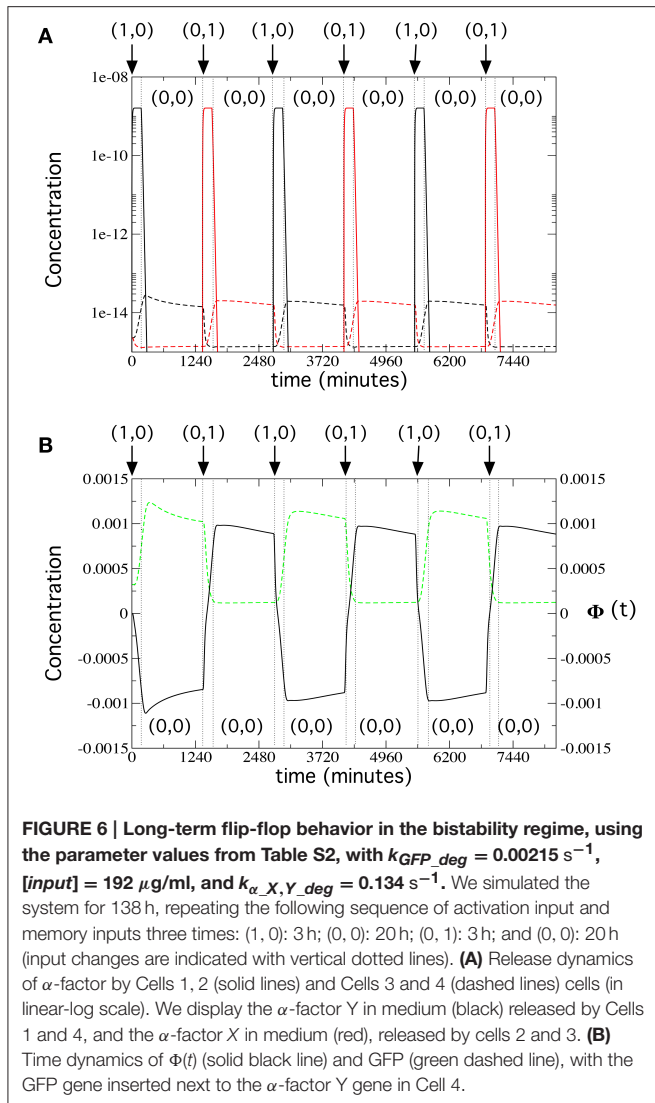 A
(1,0) (0,1) (1,0) (0,1) (1,0) (0,1)
1e-08
(0,0) (0,0) (0,0) (0,0) (0,0) (0,0)
1e-10
1e-12
1e-14
Concentration
0 1240 2480 3720 4960 6200 7440
time (minutes)
B
(1,0) (0,1) (1,0) (0,1) (1,0) (0,1)
0.0015 0.0015
0.001 0.001
0.0005 0.0005
0 0 Φ (t)
-0.0005 -0.0005
-0.001 -0.001
-0.0015 -0.0015
Concentration
(0,0) (0,0) (0,0) (0,0) (0,0) (0,0)
0 1240 2480 3720 4960 6200 7440
time (minutes)
FIGURE 6 | Long-term flip-flop behavior in the bistability regime, using
the parameter values from Table S2, with k_GFP_deg = 0.00215 s⁻¹,
[input] = 192 μg/ml, and k_α_X,Y_deg = 0.134 s⁻¹. We simulated the
system for 138 h, repeating the following sequence of activation input and
memory inputs three times: (1, 0): 3 h; (0, 0): 20 h; (0, 1): 3 h; and (0, 0): 20 h
(input changes are indicated with vertical dotted lines). (A) Release dynamics
of α-factor by Cells 1, 2 (solid lines) and Cells 3 and 4 (dashed lines) cells (in
linear-log scale). We display the α-factor Y in medium (black) released by Cells
1 and 4, and the α-factor X in medium (red), released by cells 2 and 3. (B)
Time dynamics of Φ(t) (solid black line) and GFP (green dashed line), with the
GFP gene inserted next to the α-factor Y gene in Cell 4.